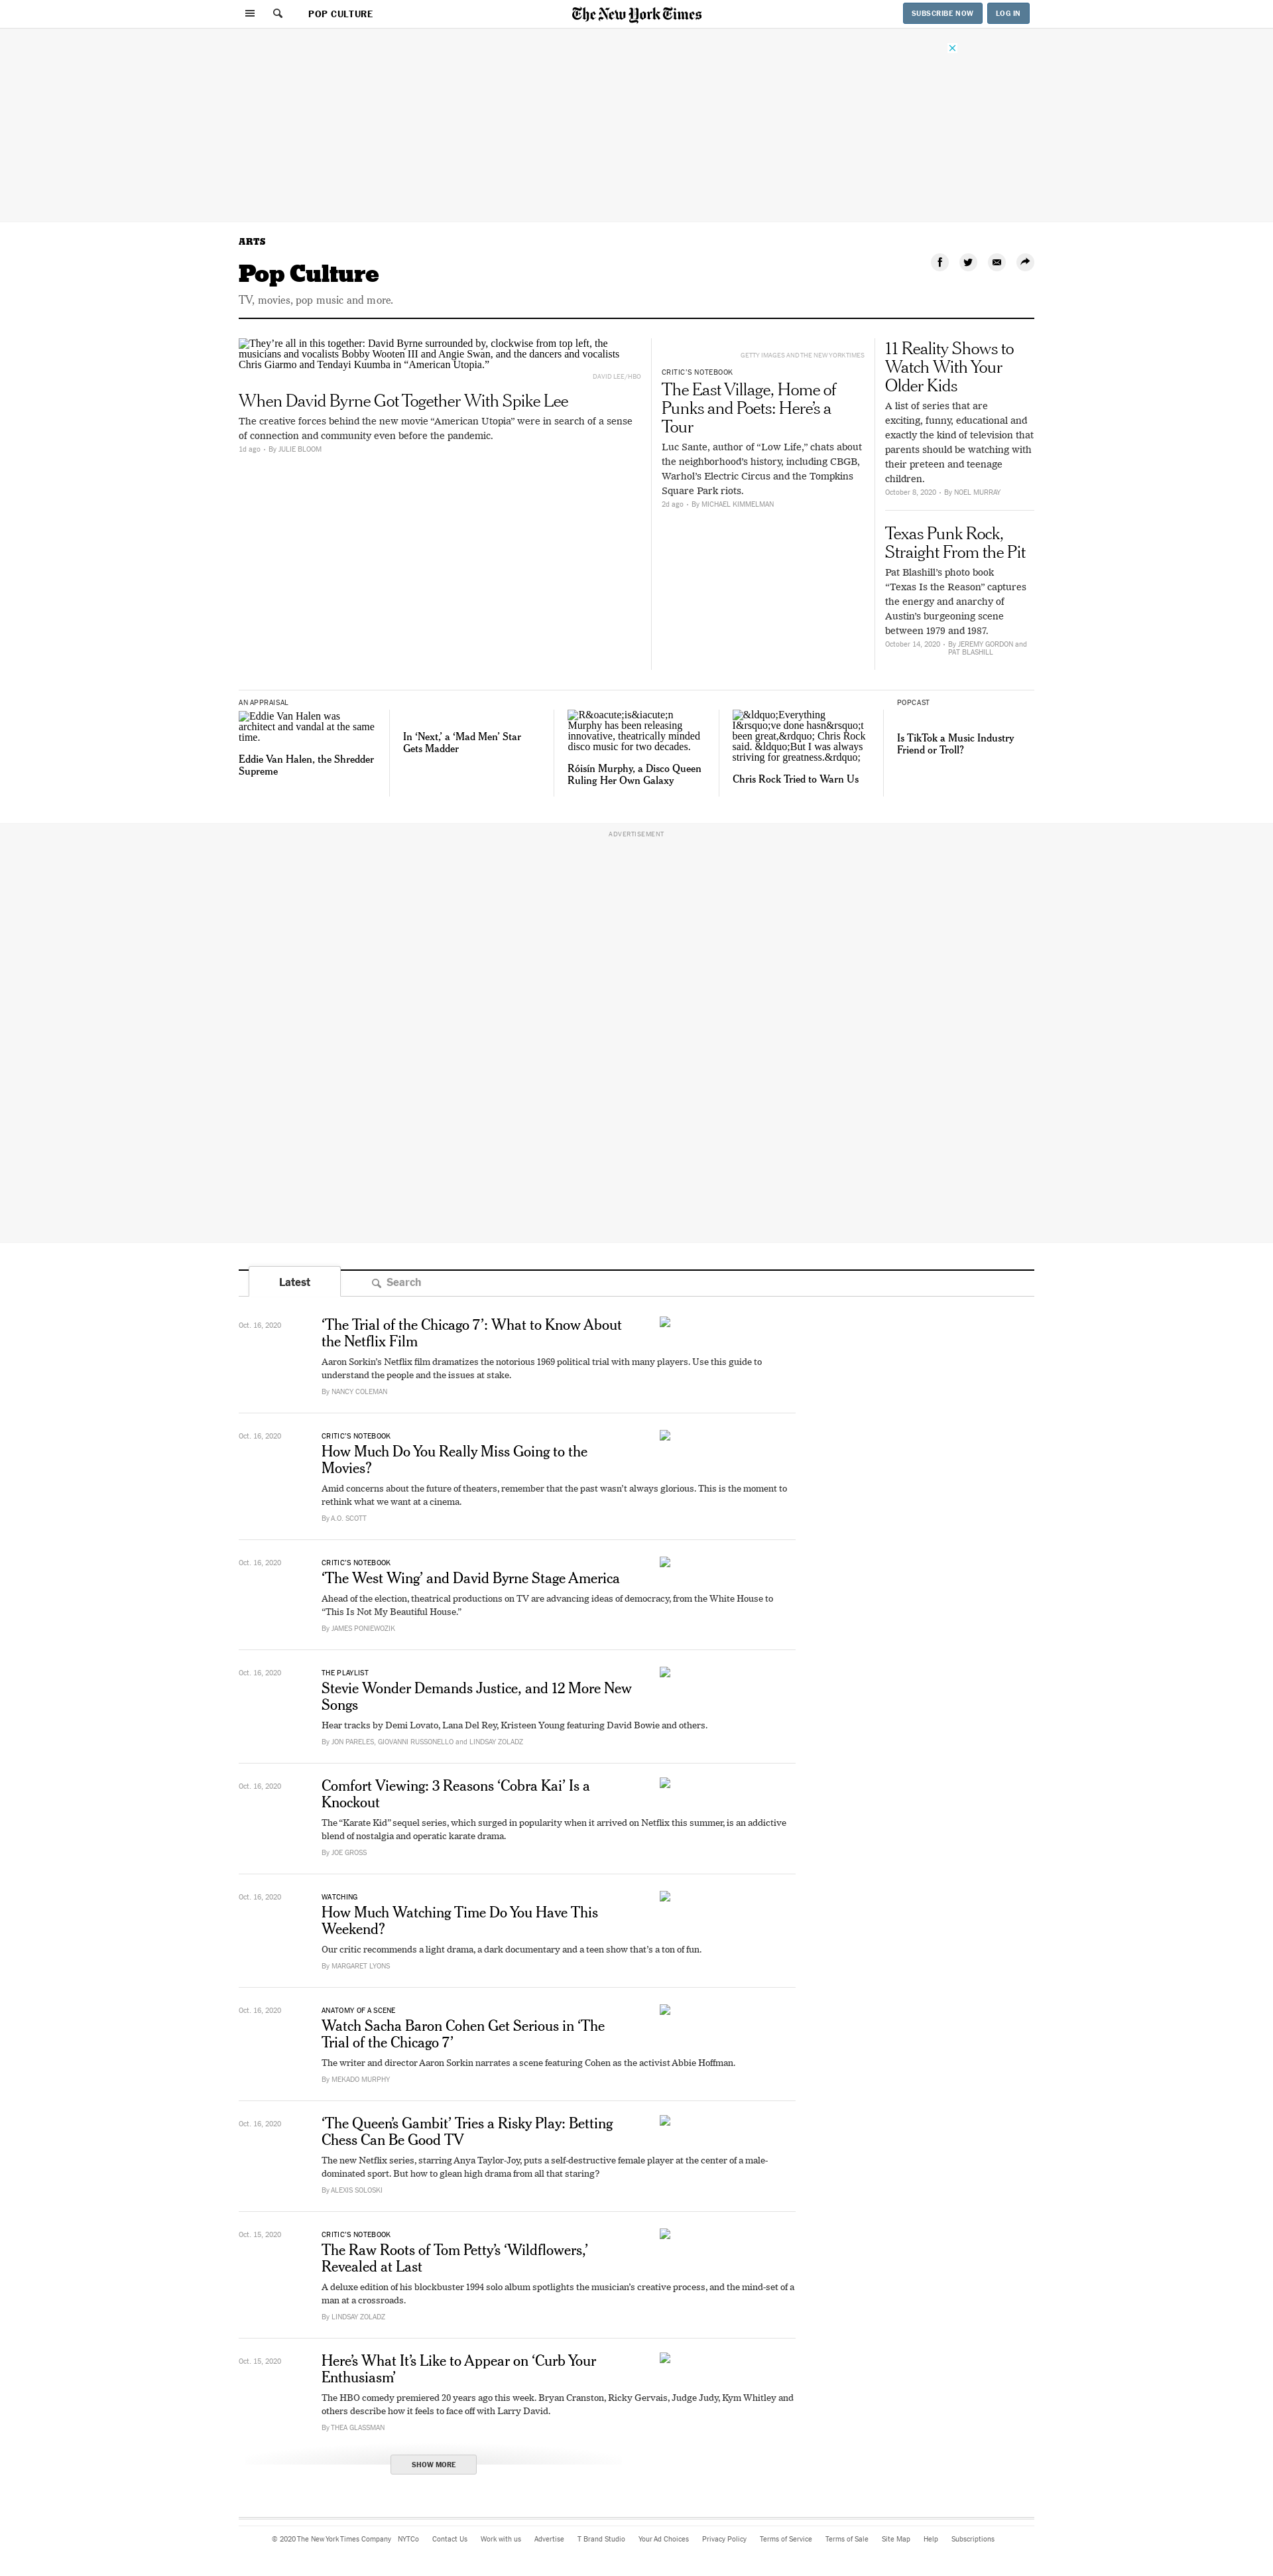 POP CULTURE
The New York Times
SUBSCRIBE NOW
LOG IN
ARTS
Pop Culture
TV, movies, pop music and more.
They’re all in this together: David Byrne surrounded by, clockwise from top left, the
musicians and vocalists Bobby Wooten III and Angie Swan, and the dancers and vocalists
Chris Giarmo and Tendayi Kuumba in “American Utopia.”
DAVID LEE/HBO
When David Byrne Got Together With Spike Lee
The creative forces behind the new movie “American Utopia” were in search of a sense
of connection and community even before the pandemic.
1d ago · By JULIE BLOOM
GETTY IMAGES AND THE NEW YORK TIMES
CRITIC’S NOTEBOOK
The East Village, Home of
Punks and Poets: Here’s a
Tour
Luc Sante, author of “Low Life,” chats about
the neighborhood’s history, including CBGB,
Warhol’s Electric Circus and the Tompkins
Square Park riots.
2d ago · By MICHAEL KIMMELMAN
11 Reality Shows to
Watch With Your
Older Kids
A list of series that are
exciting, funny, educational and
exactly the kind of television that
parents should be watching with
their preteen and teenage
children.
October 8, 2020 · By NOEL MURRAY
Texas Punk Rock,
Straight From the Pit
Pat Blashill’s photo book
“Texas Is the Reason” captures
the energy and anarchy of
Austin’s burgeoning scene
between 1979 and 1987.
October 14, 2020 · By JEREMY GORDON and
PAT BLASHILL
AN APPRAISAL
Eddie Van Halen was
architect and vandal at the same
time.
Eddie Van Halen, the Shredder
Supreme
In ‘Next,’ a ‘Mad Men’ Star
Gets Madder
R&oacute;is&iacute;n
Murphy has been releasing
innovative, theatrically minded
disco music for two decades.
Róisín Murphy, a Disco Queen
Ruling Her Own Galaxy
&ldquo;Everything
I&rsquo;ve done hasn&rsquo;t
been great,&rdquo; Chris Rock
said. &ldquo;But I was always
striving for greatness.&rdquo;
Chris Rock Tried to Warn Us
POPCAST
Is TikTok a Music Industry
Friend or Troll?
ADVERTISEMENT
Latest
Search
Oct. 16, 2020
‘The Trial of the Chicago 7’: What to Know About
the Netflix Film
Aaron Sorkin’s Netflix film dramatizes the notorious 1969 political trial with many players. Use this guide to
understand the people and the issues at stake.
By NANCY COLEMAN
Oct. 16, 2020
CRITIC’S NOTEBOOK
How Much Do You Really Miss Going to the
Movies?
Amid concerns about the future of theaters, remember that the past wasn’t always glorious. This is the moment to
rethink what we want at a cinema.
By A.O. SCOTT
Oct. 16, 2020
CRITIC’S NOTEBOOK
‘The West Wing’ and David Byrne Stage America
Ahead of the election, theatrical productions on TV are advancing ideas of democracy, from the White House to
“This Is Not My Beautiful House.”
By JAMES PONIEWOZIK
Oct. 16, 2020
THE PLAYLIST
Stevie Wonder Demands Justice, and 12 More New
Songs
Hear tracks by Demi Lovato, Lana Del Rey, Kristeen Young featuring David Bowie and others.
By JON PARELES, GIOVANNI RUSSONELLO and LINDSAY ZOLADZ
Oct. 16, 2020
Comfort Viewing: 3 Reasons ‘Cobra Kai’ Is a
Knockout
The “Karate Kid” sequel series, which surged in popularity when it arrived on Netflix this summer, is an addictive
blend of nostalgia and operatic karate drama.
By JOE GROSS
Oct. 16, 2020
WATCHING
How Much Watching Time Do You Have This
Weekend?
Our critic recommends a light drama, a dark documentary and a teen show that’s a ton of fun.
By MARGARET LYONS
Oct. 16, 2020
ANATOMY OF A SCENE
Watch Sacha Baron Cohen Get Serious in ‘The
Trial of the Chicago 7’
The writer and director Aaron Sorkin narrates a scene featuring Cohen as the activist Abbie Hoffman.
By MEKADO MURPHY
Oct. 16, 2020
‘The Queen’s Gambit’ Tries a Risky Play: Betting
Chess Can Be Good TV
The new Netflix series, starring Anya Taylor-Joy, puts a self-destructive female player at the center of a male-
dominated sport. But how to glean high drama from all that staring?
By ALEXIS SOLOSKI
Oct. 15, 2020
CRITIC’S NOTEBOOK
The Raw Roots of Tom Petty’s ‘Wildflowers,’
Revealed at Last
A deluxe edition of his blockbuster 1994 solo album spotlights the musician’s creative process, and the mind-set of a
man at a crossroads.
By LINDSAY ZOLADZ
Oct. 15, 2020
Here’s What It’s Like to Appear on ‘Curb Your
Enthusiasm’
The HBO comedy premiered 20 years ago this week. Bryan Cranston, Ricky Gervais, Judge Judy, Kym Whitley and
others describe how it feels to face off with Larry David.
By THEA GLASSMAN
SHOW MORE
© 2020 The New York Times Company NYTCo Contact Us Work with us Advertise T Brand Studio Your Ad Choices Privacy Policy Terms of Service Terms of Sale Site Map Help Subscriptions